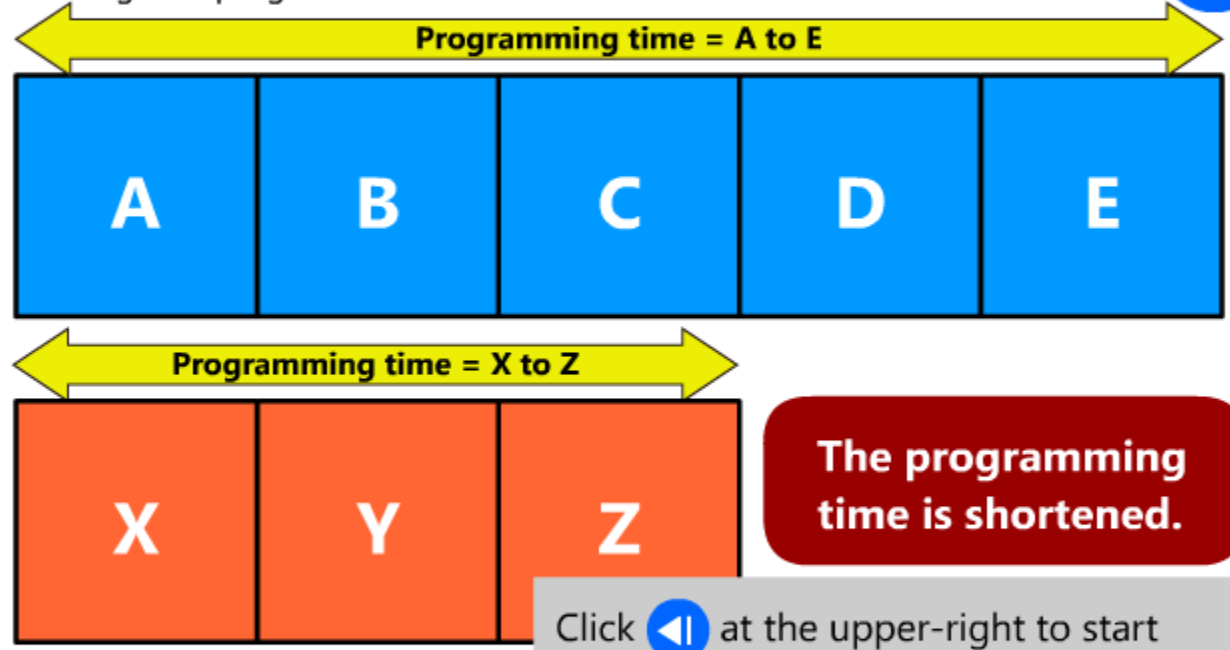 Programming time = A to E
A B C D E
Programming time = X to Z
X Y Z
The programming
time is shortened.
Click at the upper-right to start